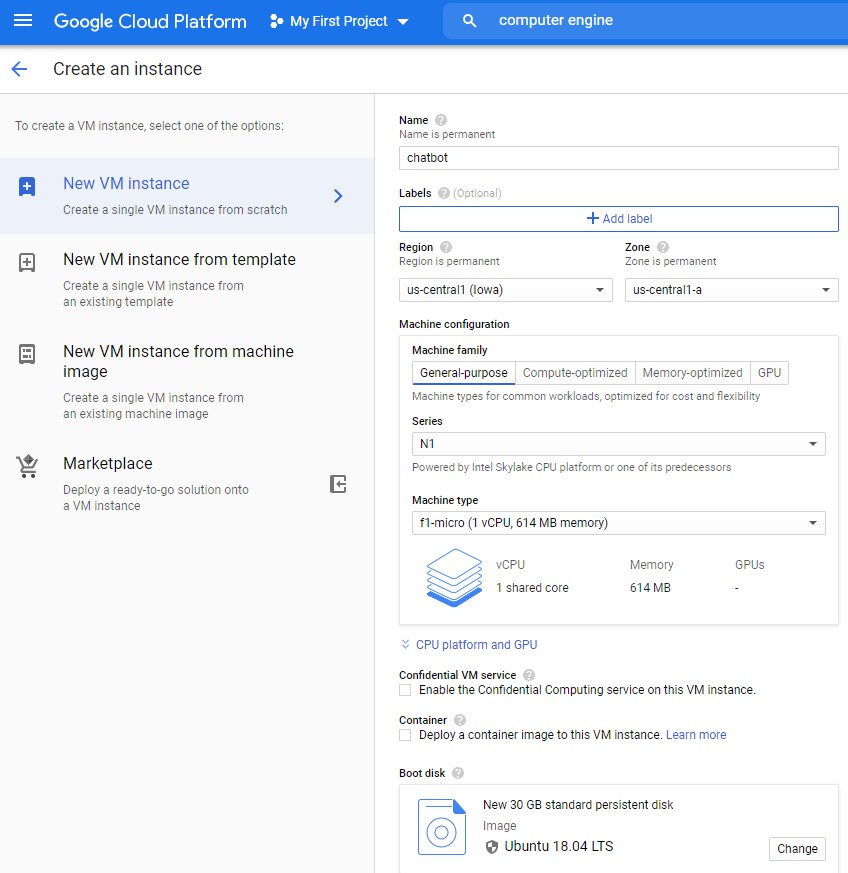 Google Cloud Platform My First Project computer engine
Create an instance
To create a VM instance, select one of the options:
New VM instance
Create a single VM instance from scratch
New VM instance from template
Create a single VM instance from
an existing template
New VM instance from machine
image
Create a single VM instance from
an existing machine image
Marketplace
Deploy a ready-to-go solution onto
a VM instance
Name ?
Name is permanent
chatbot
Labels ? (Optional)
+ Add label
Region ? Zone ?
Region is permanent Zone is permanent
us-central1 (Iowa) us-central1-a
Machine configuration
Machine family
General-purpose Compute-optimized Memory-optimized GPU
Machine types for common workloads, optimized for cost and flexibility
Series
N1
Powered by Intel Skylake CPU platform or one of its predecessors
Machine type
f1-micro (1 vCPU, 614 MB memory)
vCPU Memory GPUs
1 shared core 614 MB -
CPU platform and GPU
Confidential VM service ?
Enable the Confidential Computing service on this VM instance.
Container ?
Deploy a container image to this VM instance. Learn more
Boot disk ?
New 30 GB standard persistent disk
Image
Ubuntu 18.04 LTS
Change